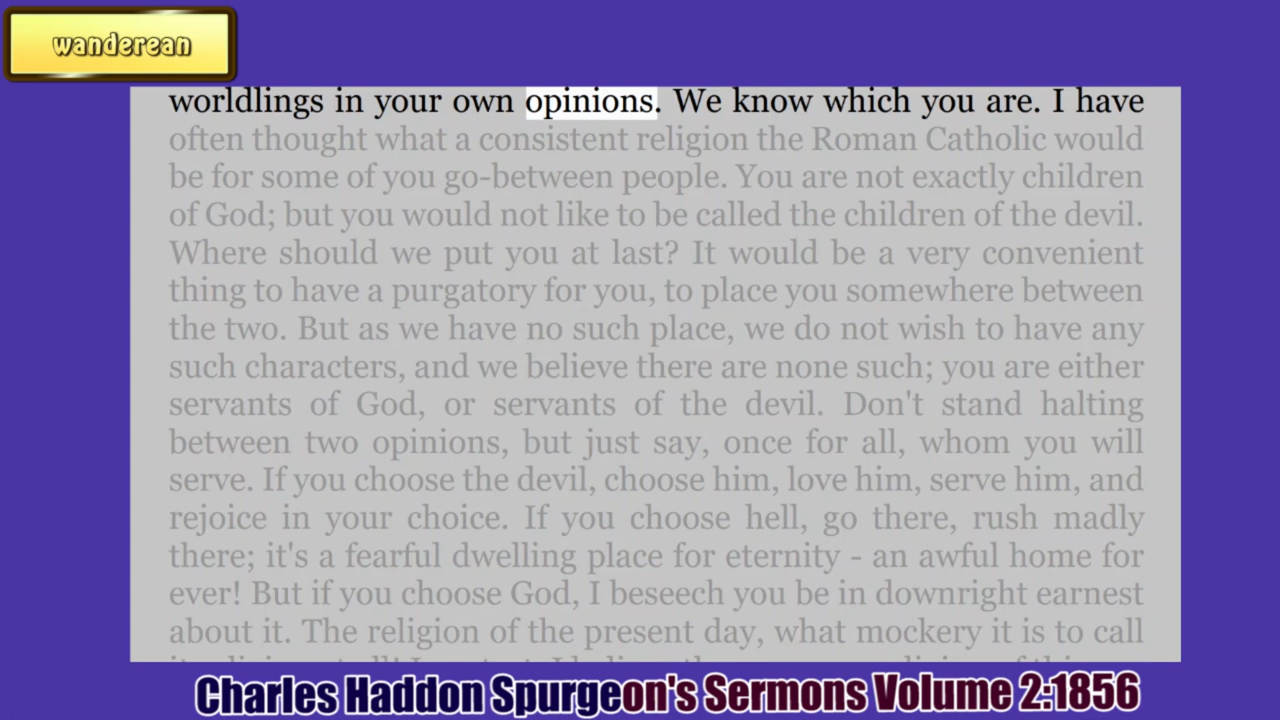 wanderean
worldlings in your own opinions. We know which you are. I have
often thought what a consistent religion the Roman Catholic would
be for some of you go-between people. You are not exactly children
of God; but you would not like to be called the children of the devil.
Where should we put you at last? It would be a very convenient
thing to have a purgatory for you, to place you somewhere between
the two. But as we have no such place, we do not wish to have any
such characters, and we believe there are none such; you are either
servants of God, or servants of the devil. Don't stand halting
between two opinions, but just say, once for all, whom you will
serve. If you choose the devil, choose him, love him, serve him, and
rejoice in your choice. If you choose hell, go there, rush madly
there; it's a fearful dwelling place for eternity - an awful home for
ever! But if you choose God, I beseech you be in downright earnest
about it. The religion of the present day, what mockery it is to call
Charles Haddon Spurgeon's Sermons Volume 2:1856